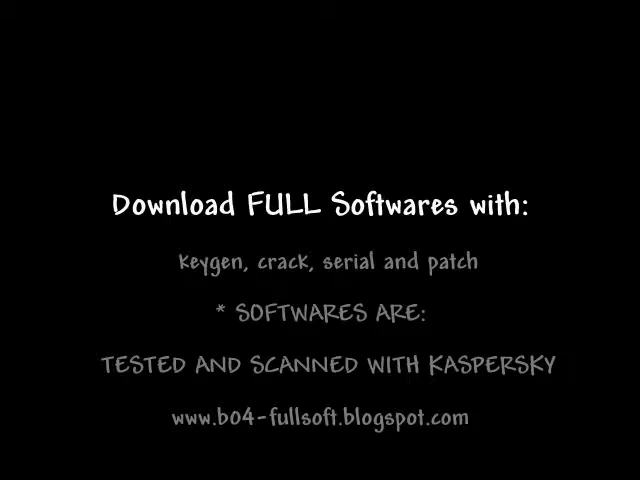 Download FULL Softwares with:
keygen, crack, serial and patch
* SOFTWARES ARE:
TESTED AND SCANNED WITH KASPERSKY
www.bo4-fullsoft.blogspot.com